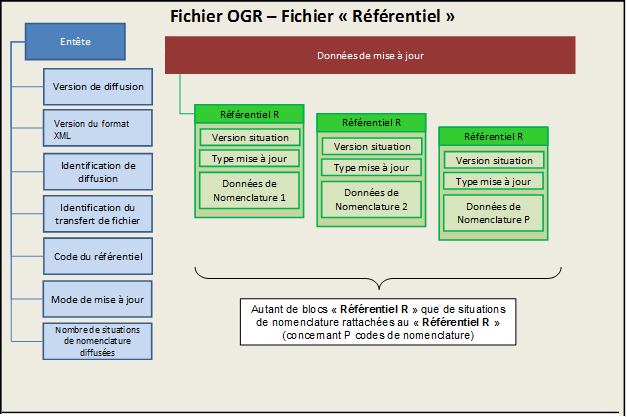 Fichier OGR – Fichier « Référentiel »
Entête
Version de diffusion
Version du format
XML
Identification de
diffusion
Identification du
transfert de fichier
Code du référentiel
Mode de mise à jour
Nombre de situations
de nomenclature
diffusées
Données de mise à jour
Référentiel R
Version situation
Type mise à jour
Données de
Nomenclature 1
Référentiel R
Version situation
Type mise à jour
Données de
Nomenclature 2
Référentiel R
Version situation
Type mise à jour
Données de
Nomenclature P
Autant de blocs « Référentiel R » que de situations
de nomenclature rattachées au « Référentiel R »
(concernant P codes de nomenclature)